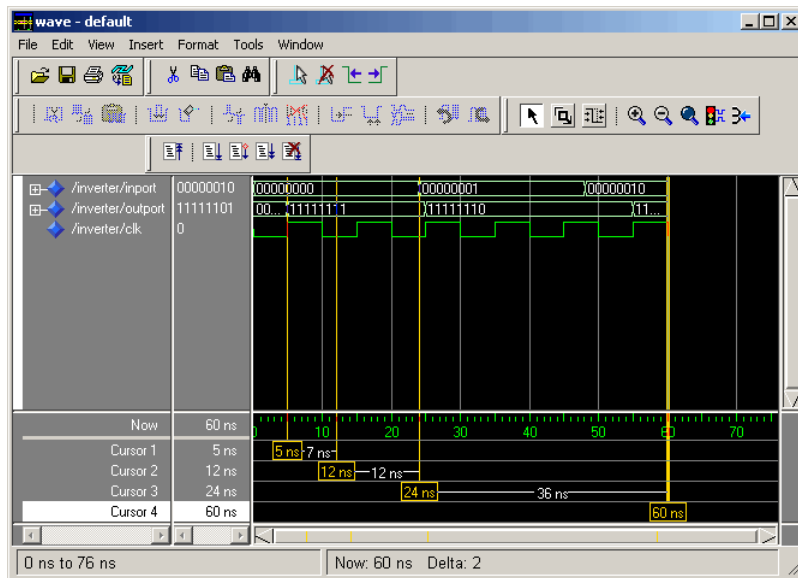 wave - default
File Edit View Insert Format Tools Window
/inverter/inport 00000010 00000000 00000001 00000010
/inverter/outport 11111101 00... 11111111 11111110 11...
/inverter/clk 0
Now 60 ns 0 10 20 30 40 50 60 70
Cursor 1 5 ns 5 ns 7 ns
Cursor 2 12 ns 12 ns 12 ns
Cursor 3 24 ns 24 ns 36 ns
Cursor 4 60 ns 60 ns
0 ns to 76 ns Now: 60 ns Delta: 2